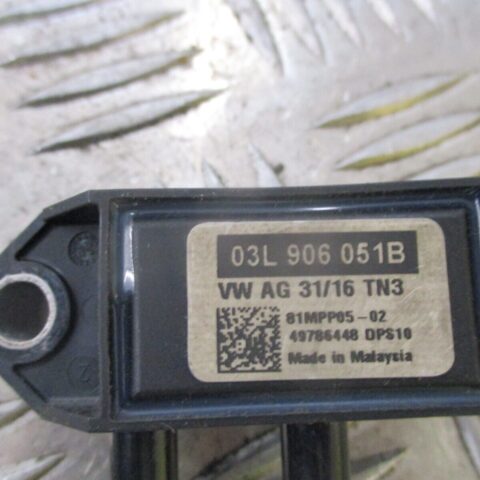 03L 906 051B
VW AG 31/16 TN3
81MPP05-02
49786448 DPS10
Made in Malaysia